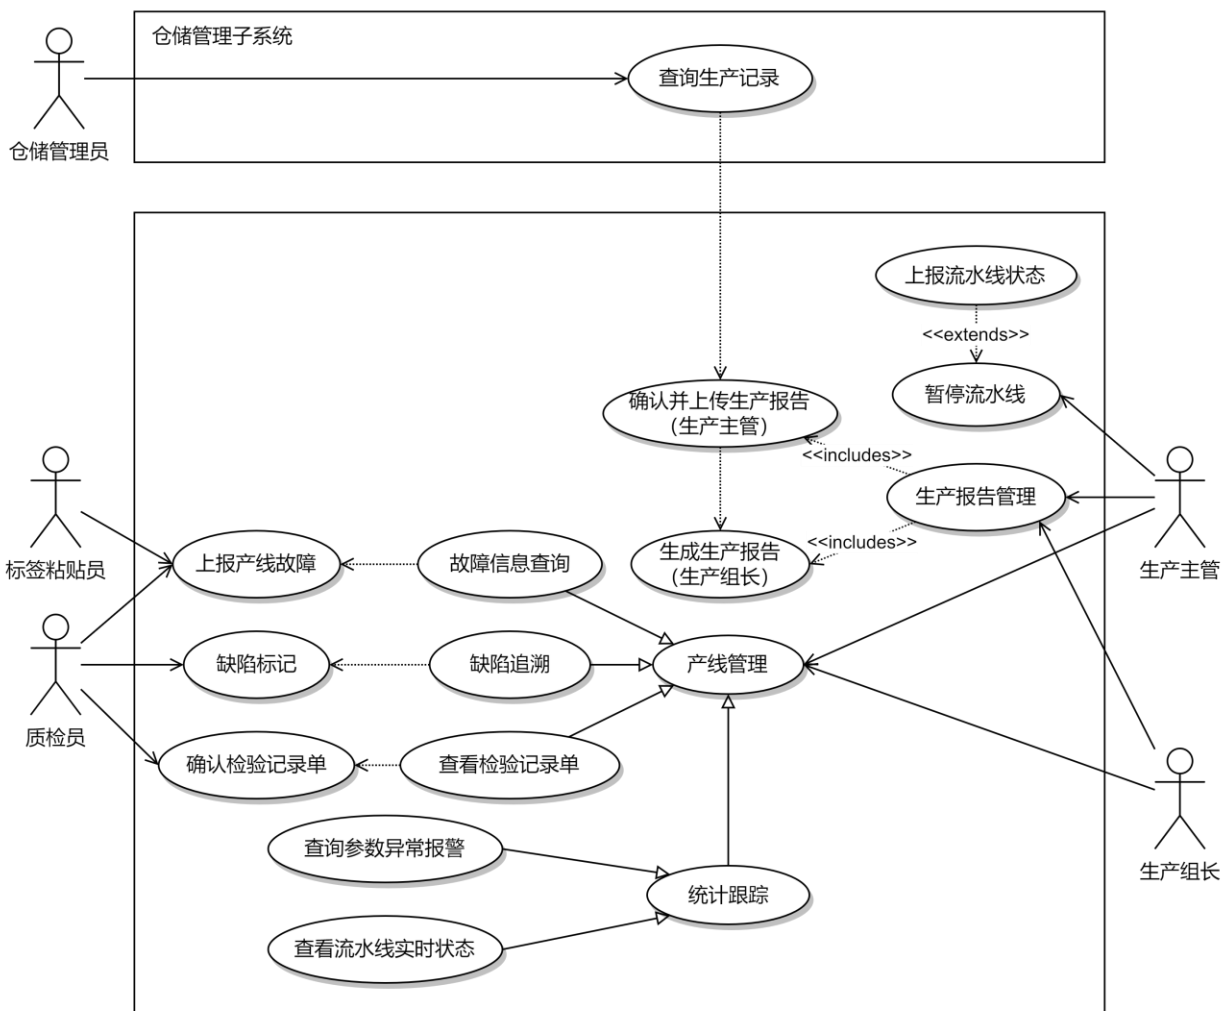 仓储管理子系统
查询生产记录
仓储管理员
上报流水线状态
<<extends>>
确认并上传生产报告
（生产主管）
暂停流水线
<<includes>>
生产报告管理
<<includes>>
生成生产报告
（生产组长）
生产主管
标签粘贴员
上报产线故障
故障信息查询
缺陷标记
缺陷追溯
产线管理
质检员
确认检验记录单
查看检验记录单
查询参数异常报警
统计跟踪
生产组长
查看流水线实时状态